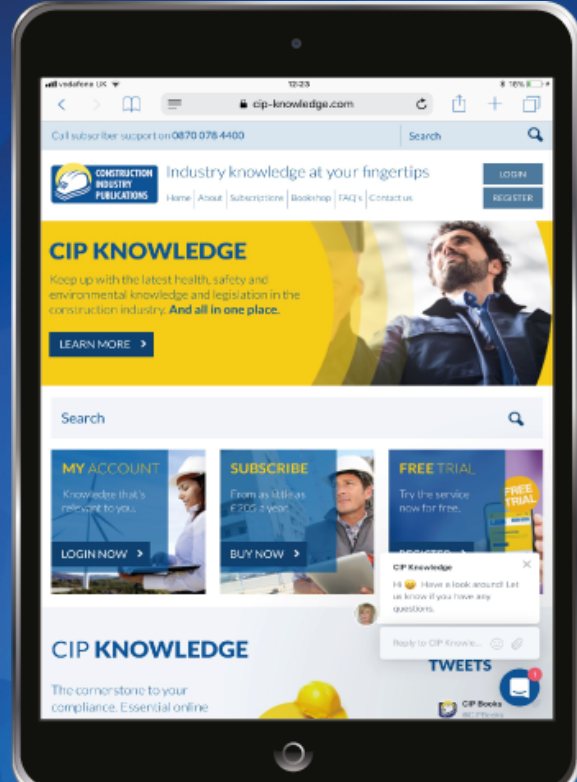 vodafone UK
12:23
16%
cip-knowledge.com
Call subscriber support on 0870 078 4400
Search
CONSTRUCTION
INDUSTRY
PUBLICATIONS
Industry knowledge at your fingertips
Home About Subscriptions Bookshop FAQ's Contact us
LOGIN
REGISTER
CIP KNOWLEDGE
Keep up with the latest health, safety and
environmental knowledge and legislation in the
construction industry. And all in one place.
LEARN MORE
Search
MY ACCOUNT
Knowledge that's
relevant to you.
LOGIN NOW
SUBSCRIBE
From as little as
£205 a year.
BUY NOW
FREE TRIAL
Try the service
now for free.
FREE
TRIAL
REGISTER
CIP Knowledge
Hi 😀 Have a look around! Let
us know if you have any
questions.
Reply to CIP Knowle...
CIP KNOWLEDGE
The cornerstone to your
compliance. Essential online
TWEETS
1
CIP Books
@CIPBooks